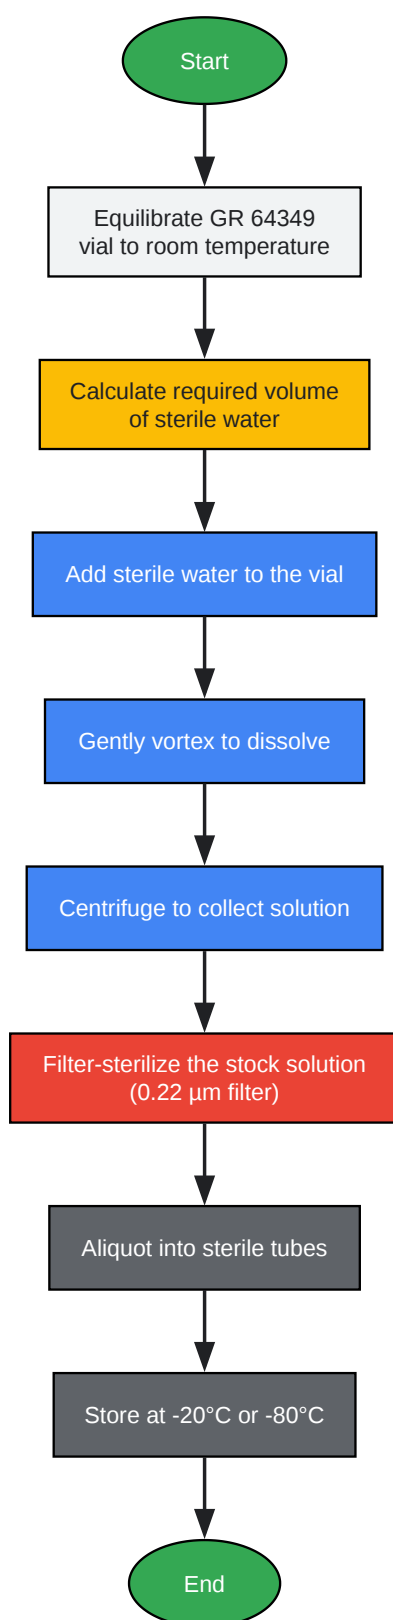 Start
Equilibrate GR 64349
vial to room temperature
Calculate required volume
of sterile water
Add sterile water to the vial
Gently vortex to dissolve
Centrifuge to collect solution
Filter-sterilize the stock solution
(0.22 µm filter)
Aliquot into sterile tubes
Store at -20°C or -80°C
End